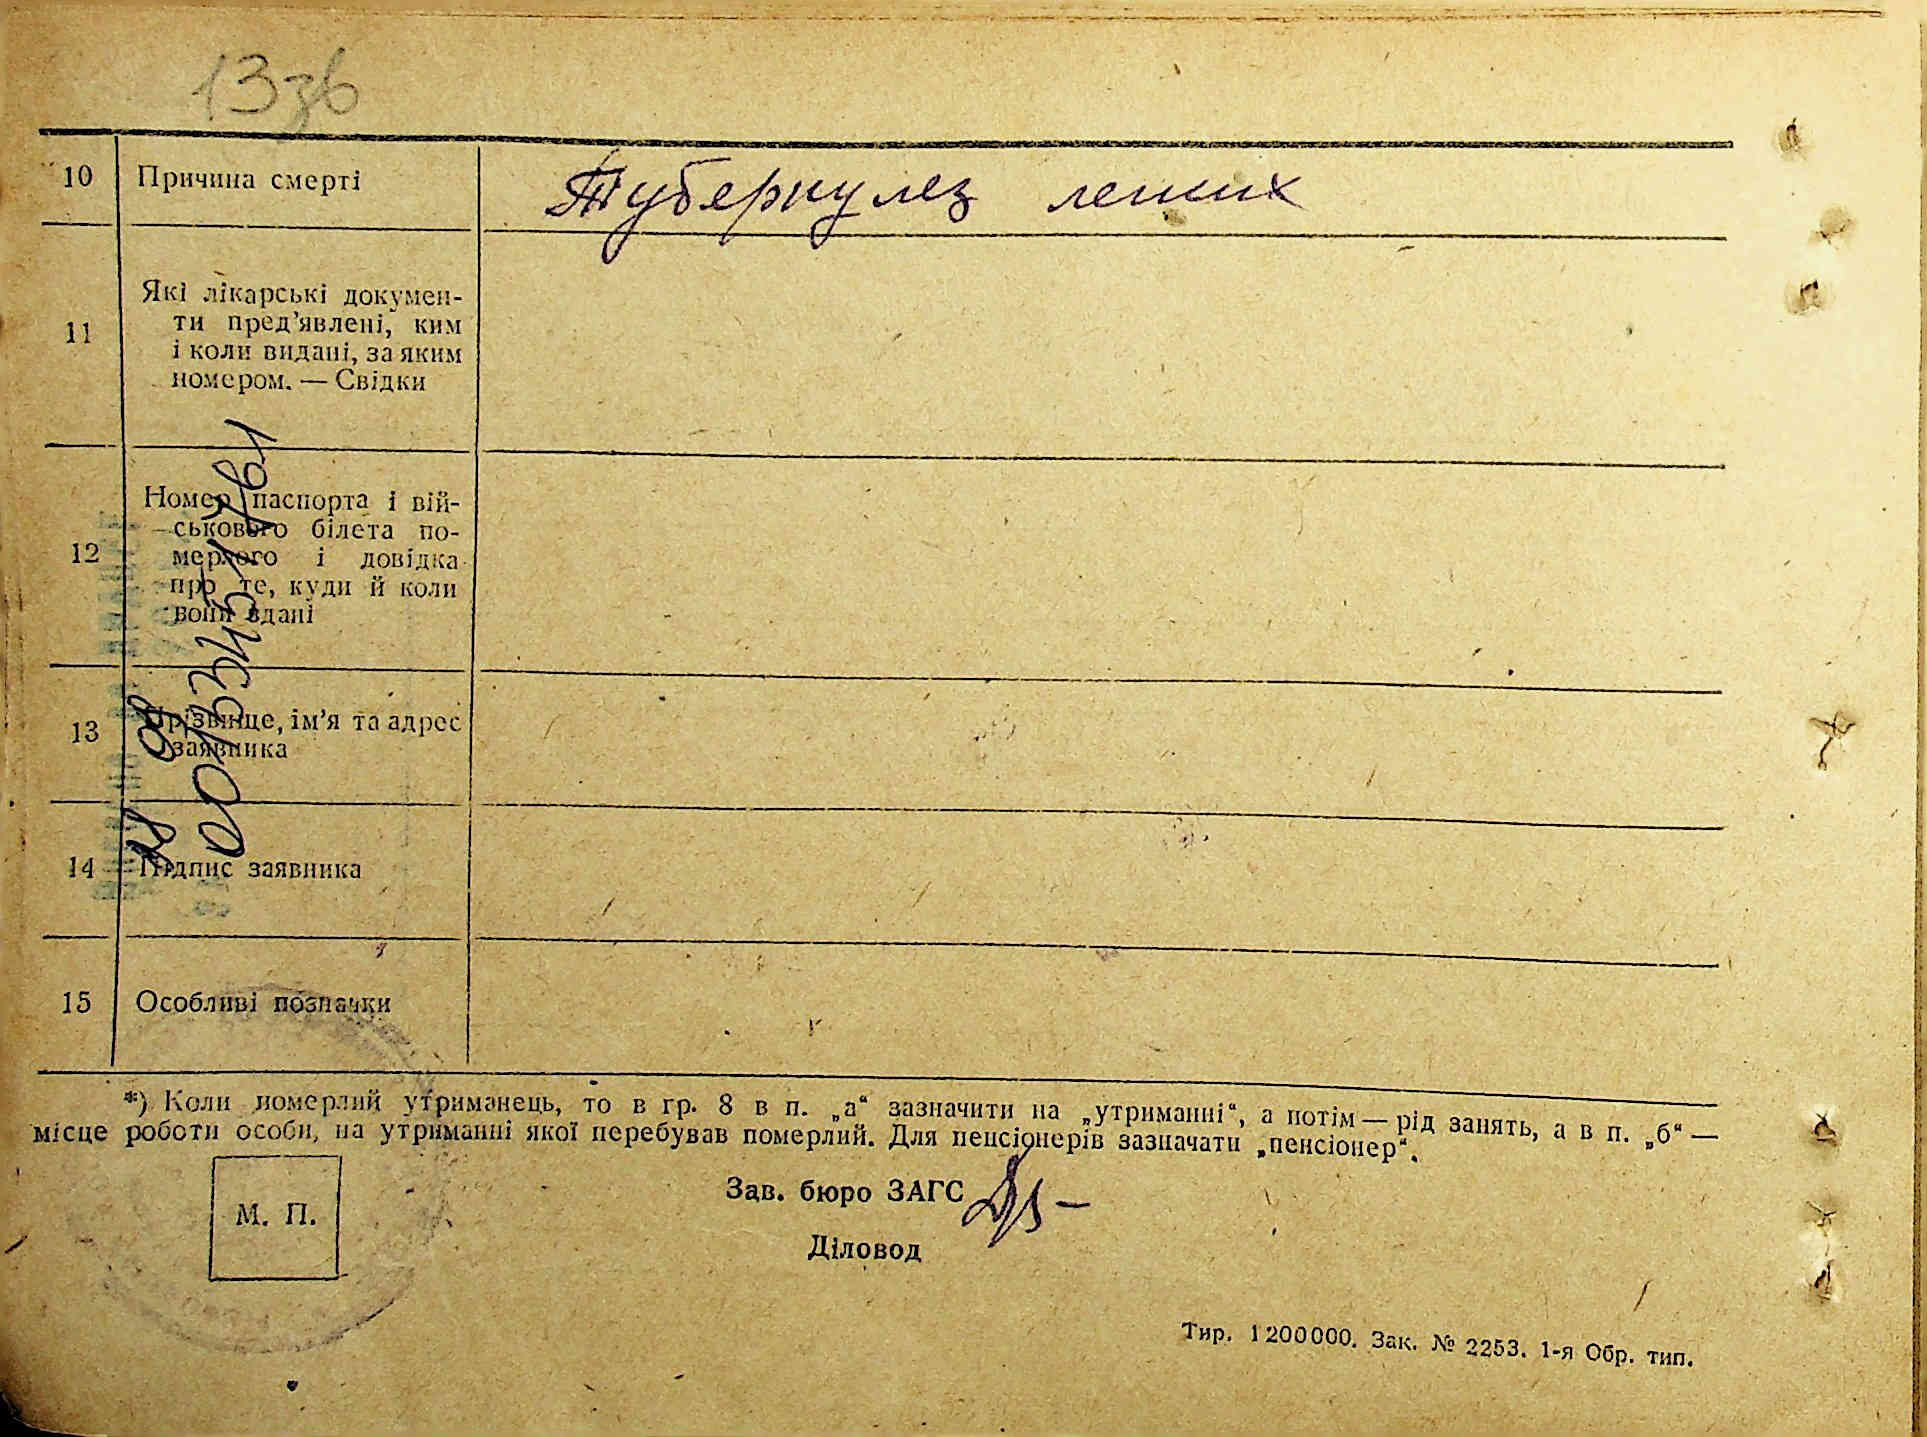 13зв
10 Причина смерті Туберкулез легких
11 Які лікарські докумен-
ти пред’явлені, ким
і коли видані, за яким
номером. — Свідки
12 Номер паспорта і вій-
ськового білета по-
мерлого і довідка
про те, куди й коли
вони здані
13 Прізвище, ім’я та адрес
заявника
14 Підпис заявника
15 Особливі позначки
*) Коли померлий утриманець, то в гр. 8 в п. „а“ зазначити на „утриманні“, а потім — рід занять, а в п. „б“ —
місце роботи особи, на утриманні якої перебував померлий. Для пенсіонерів зазначати „пенсіонер“.
М. П.
Зав. бюро ЗАГС
Діловод
Тир. 1200000. Зак. № 2253. 1-я Обр. тип.